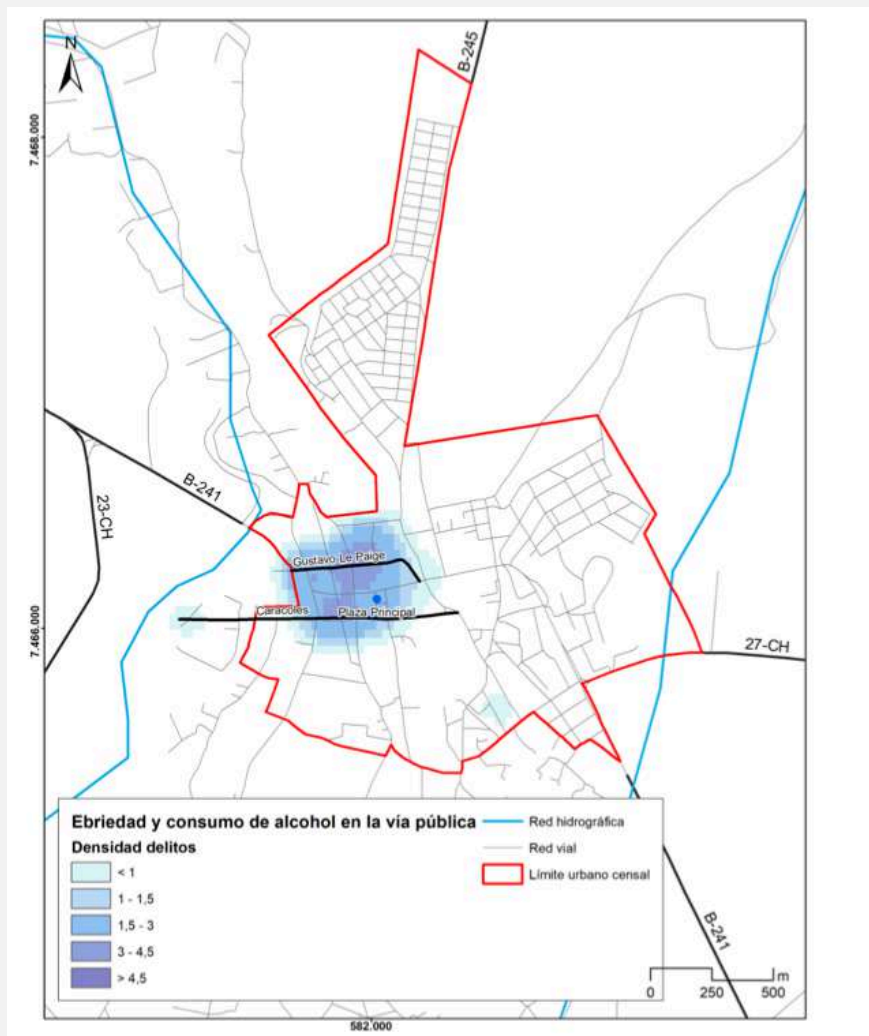 N
B-245
7.468.000
B-241
23-CH
Gustavo Le Paige
Caracoles
Plaza Principal
7.466.000
27-CH
Ebriedad y consumo de alcohol en la vía pública
Densidad delitos
< 1
1 - 1,5
1,5 - 3
3 - 4,5
> 4,5
Red hidrográfica
Red vial
Límite urbano censal
B-241
m
0 250 500
582.000